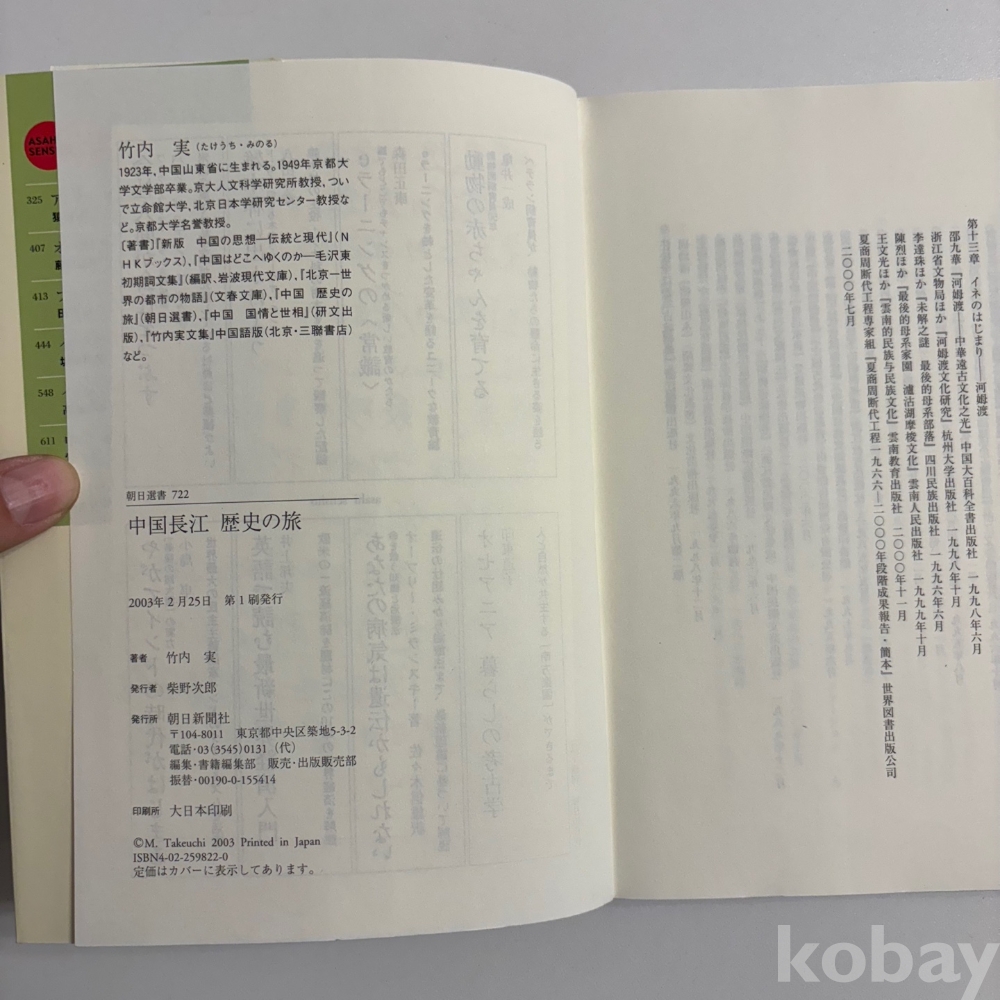 ASAHI
SENS
325 ア
407
413 ア
444
548
611
竹内 実(たけうち・みのる)
1923年,中国山東省に生まれる。1949年京都大
学文学部卒業。京大人文科学研究所教授,つい
で立命館大学,北京日本学研究センター教授な
ど。京都大学名誉教授。
〔著書〕『新版 中国の思想―伝統と現代』(N
HKブックス),『中国はどこへゆくのか―毛沢東
初期詞文集』(編訳,岩波現代文庫),『北京―世
界の都市の物語』(文春文庫),『中国 歴史の
旅』(朝日選書),『中国 国情と世相』(研文出
版),『竹内実文集』中国語版(北京・三聯書店)
など。
朝日選書 722
中国長江 歴史の旅
2003年2月25日 第1刷発行
著者 竹内 実
発行者 柴野次郎
発行所 朝日新聞社
〒104-8011 東京都中央区築地5-3-2
電話・03(3545)0131(代)
編集・書籍編集部 販売・出版販売部
振替・00190-0-155414
印刷所 大日本印刷
©M. Takeuchi 2003 Printed in Japan
ISBN4-02-259822-0
定価はカバーに表示してあります。
第十三章 イネのはじまり――河姆渡
邵九華『河姆渡――中華遠古文化之光』中国大百科全書出版社 一九九八年六月
浙江省文物局ほか『河姆渡文化研究』杭州大学出版社 一九九八年十月
李達珠ほか『未解之謎 最後的母系部落』四川民族出版社 一九九六年六月
陳烈ほか『最後的母系家園 瀘沽湖摩梭文化』雲南人民出版社 一九九九年十月
王文光ほか『雲南的民族与民族文化』雲南教育出版社 二〇〇〇年十一月
夏商周断代工程専家組『夏商周断代工程一九六六―二〇〇〇年段階成果報告・簡本』世界図書出版公司
二〇〇〇年七月
kobay